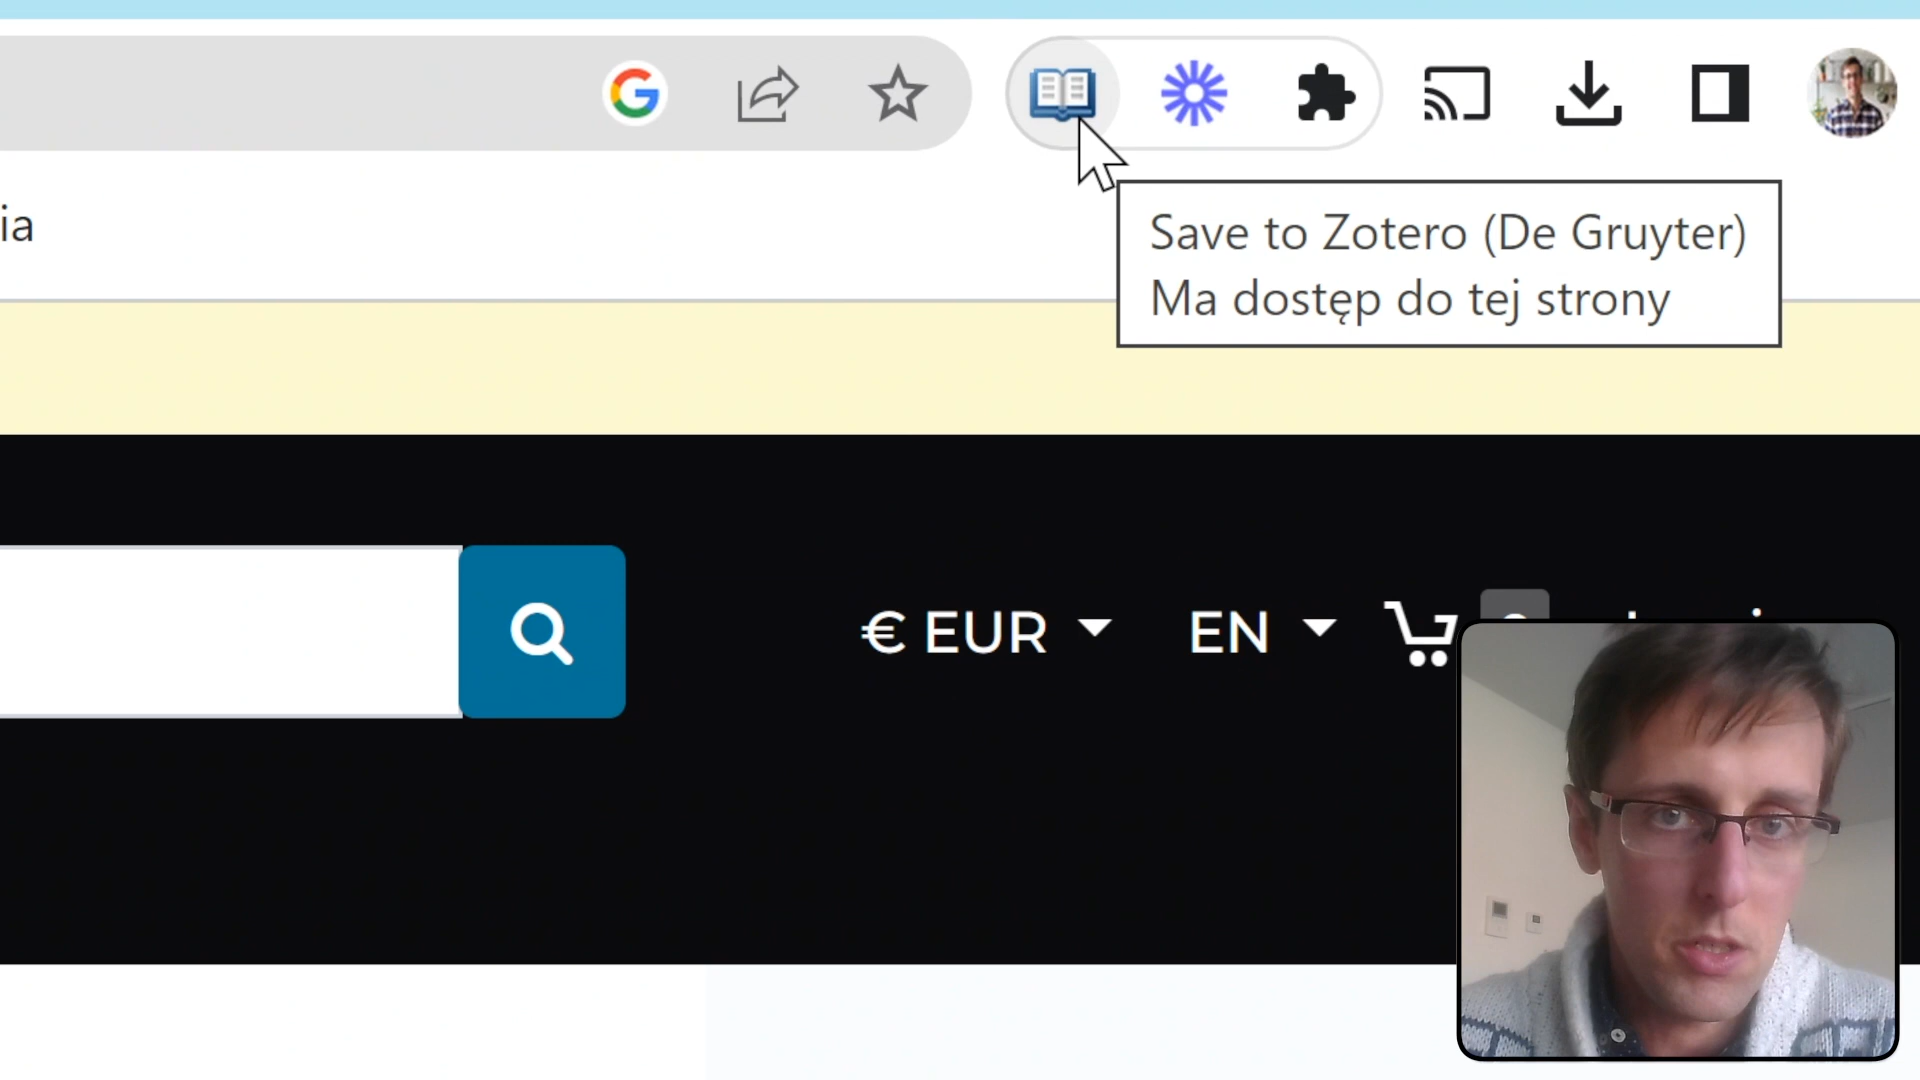 ia
Save to Zotero (De Gruyter)
Ma dostęp do tej strony
€ EUR
EN